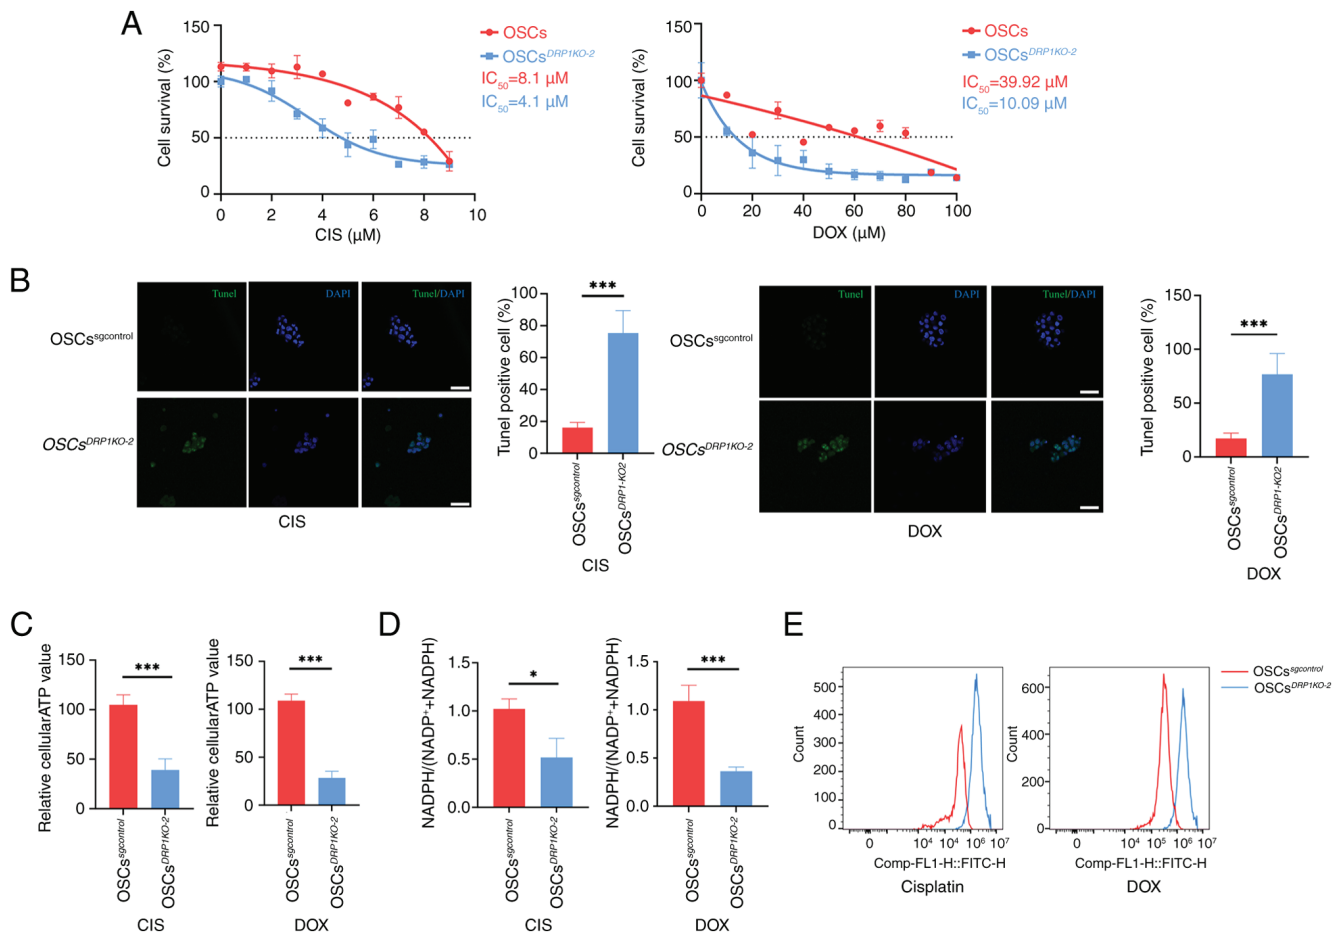 A
Cell survival (%)
150
100
50
0
0 2 4 6 8 10
CIS (µM)
OSCs
OSCsDRP1KO-2
IC50=8.1 µM
IC50=4.1 µM
Cell survival (%)
150
100
50
0
0 20 40 60 80 100
DOX (µM)
OSCs
OSCsDRP1KO-2
IC50=39.92 µM
IC50=10.09 µM
B
Tunel
DAPI
Tunel/DAPI
OSCssgcontrol
OSCsDRP1KO-2
CIS
Tunel positive cell (%)
100
80
60
40
20
0
***
OSCssgcontrol
OSCsDRP1-KO2
CIS
Tunel
DAPI
Tunel/DAPI
OSCssgcontrol
OSCsDRP1KO-2
DOX
Tunel positive cell (%)
150
100
50
0
***
OSCssgcontrol
OSCsDRP1-KO2
DOX
C
Relative cellularATP value
150
100
50
0
***
OSCssgcontrol
OSCsDRP1KO-2
CIS
Relative cellularATP value
150
100
50
0
***
OSCssgcontrol
OSCsDRP1KO-2
DOX
D
NADPH/(NADP++NADPH)
1.5
1.0
0.5
0.0
*
OSCssgcontrol
OSCsDRP1KO-2
CIS
NADPH/(NADP++NADPH)
1.5
1.0
0.5
0.0
***
OSCssgcontrol
OSCsDRP1KO-2
DOX
E
Count
500
400
300
200
100
0
0 104 104 106 107
Comp-FL1-H::FITC-H
Cisplatin
Count
600
400
200
0
0 104 105 106 107
Comp-FL1-H::FITC-H
DOX
OSCssgcontrol
OSCsDRP1KO-2